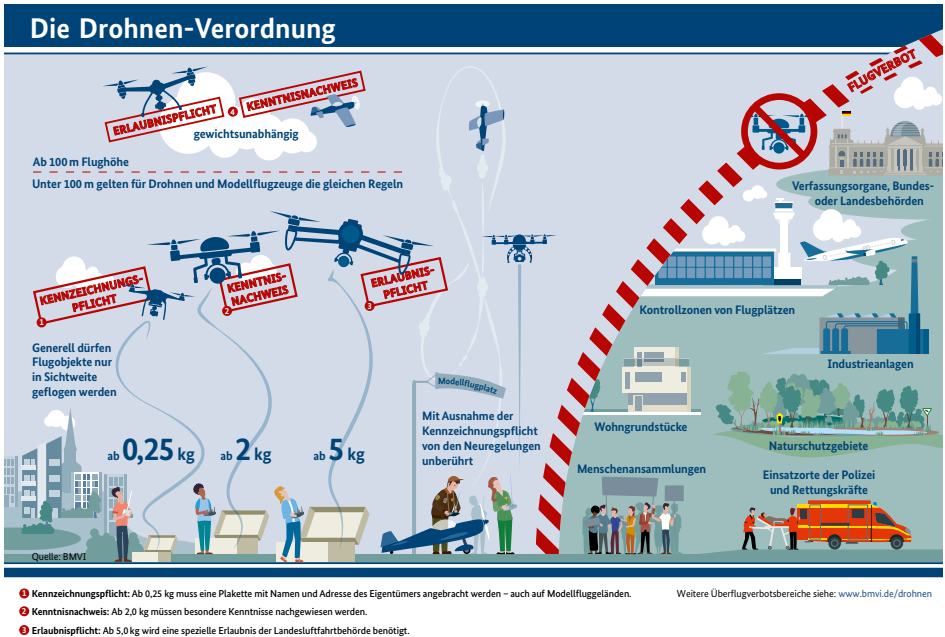 Die Drohnen-Verordnung
FLUGVERBOT
ERLAUBNISPFLICHT
4
KENNTNISNACHWEIS
gewichtsunabhängig
Ab 100 m Flughöhe
Unter 100 m gelten für Drohnen und Modellflugzeuge die gleichen Regeln
Verfassungsorgane, Bundes-
oder Landesbehörden
KENNZEICHNUNGS-
PFLICHT
1
KENNTNIS-
NACHWEIS
2
ERLAUBNIS-
PFLICHT
3
Kontrollzonen von Flugplätzen
Generell dürfen
Flugobjekte nur
in Sichtweite
geflogen werden
Industrieanlagen
Modellflugplatz
Mit Ausnahme der
Kennzeichnungspflicht
von den Neuregelungen
unberührt
Wohngrundstücke
Naturschutzgebiete
ab 0,25 kg
ab 2 kg
ab 5 kg
Menschenansammlungen
Einsatzorte der Polizei
und Rettungskräfte
Quelle: BMVI
1 Kennzeichnungspflicht: Ab 0,25 kg muss eine Plakette mit Namen und Adresse des Eigentümers angebracht werden – auch auf Modellfluggeländen.
Weitere Überflugverbotsbereiche siehe: www.bmvi.de/drohnen
2 Kenntnisnachweis: Ab 2,0 kg müssen besondere Kenntnisse nachgewiesen werden.
3 Erlaubnispflicht: Ab 5,0 kg wird eine spezielle Erlaubnis der Landesluftfahrtbehörde benötigt.